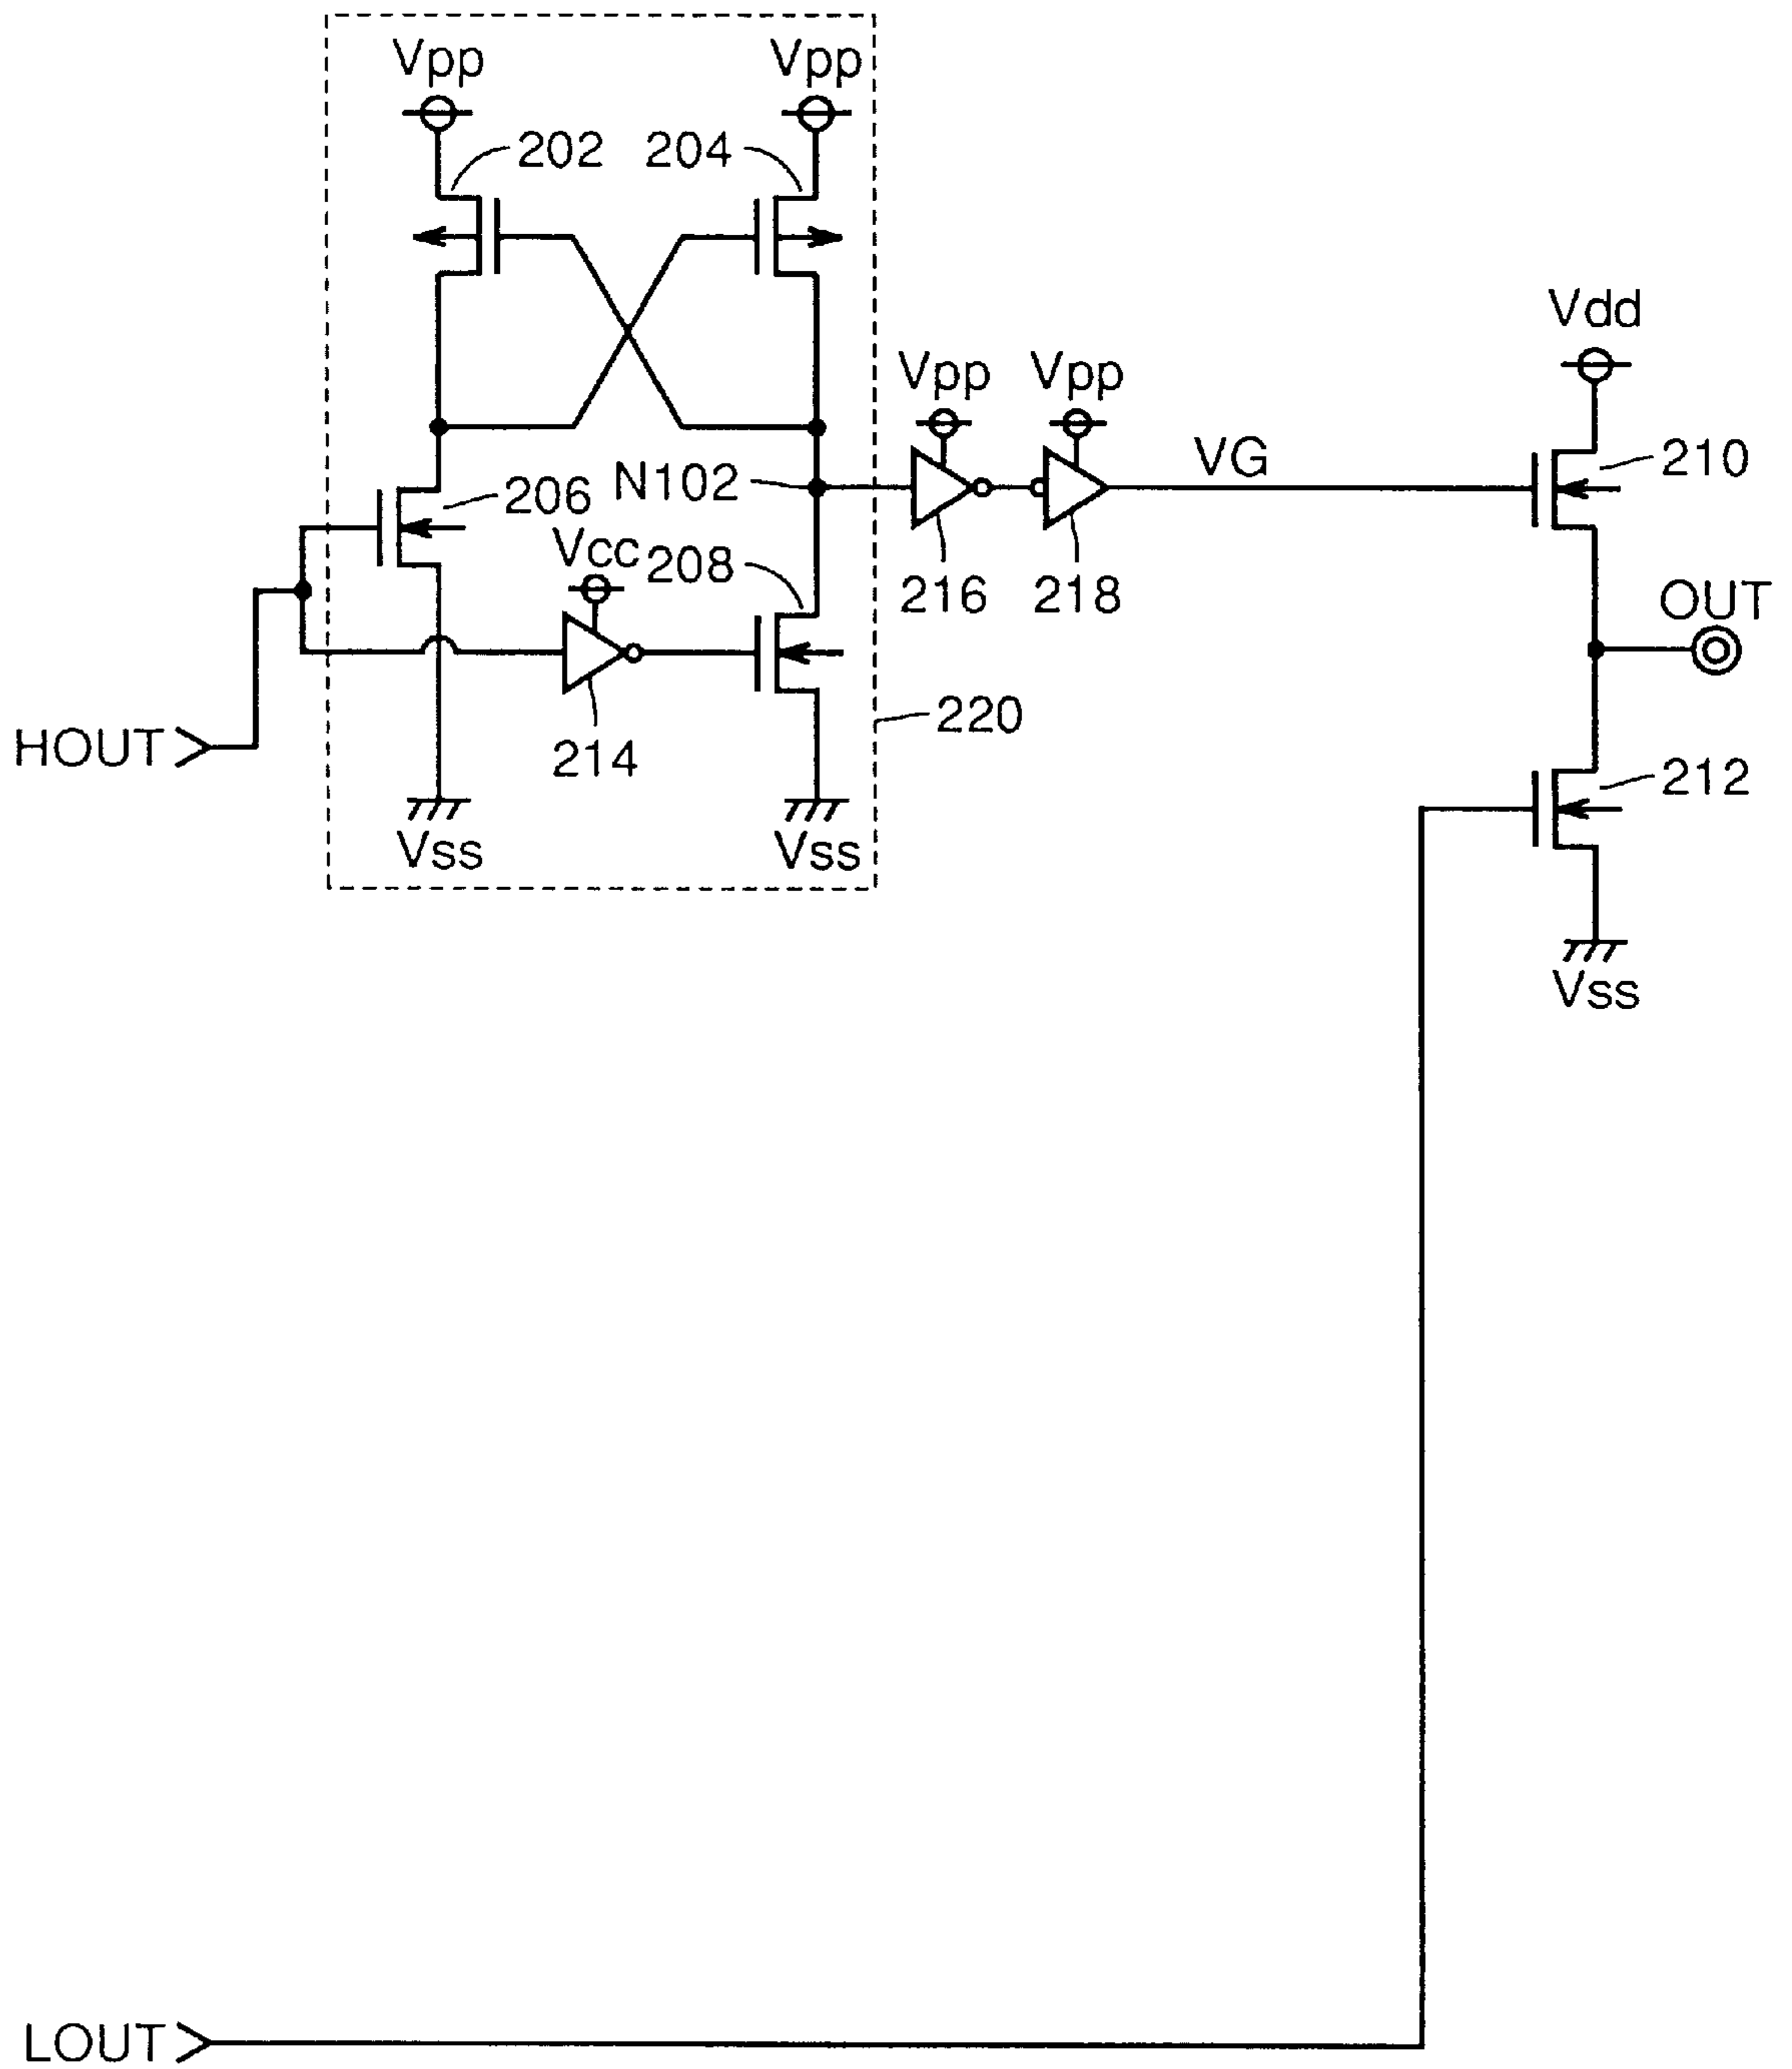 Vpp Vpp
202 204
Vdd
Vpp Vpp
VG
210
N102
206
Vcc
208
216 218
OUT
220
HOUT
214
212
Vss Vss
Vss
LOUT